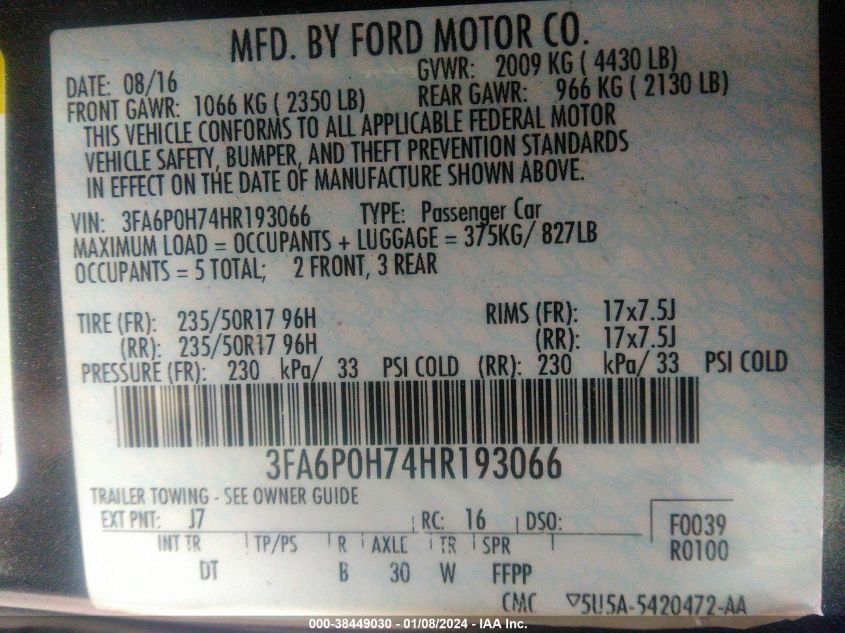 MFD. BY FORD MOTOR CO.
DATE: 08/16 GVWR: 2009 KG ( 4430 LB)
FRONT GAWR: 1066 KG ( 2350 LB) REAR GAWR: 966 KG ( 2130 LB)
THIS VEHICLE CONFORMS TO ALL APPLICABLE FEDERAL MOTOR
VEHICLE SAFETY, BUMPER, AND THEFT PREVENTION STANDARDS
IN EFFECT ON THE DATE OF MANUFACTURE SHOWN ABOVE.
VIN: 3FA6P0H74HR193066 TYPE: Passenger Car
MAXIMUM LOAD = OCCUPANTS + LUGGAGE = 375KG/ 827LB
OCCUPANTS = 5 TOTAL; 2 FRONT, 3 REAR
TIRE (FR): 235/50R17 96H RIMS (FR): 17x7.5J
(RR): 235/50R17 96H (RR): 17x7.5J
PRESSURE (FR): 230 kPa/ 33 PSI COLD (RR): 230 kPa/ 33 PSI COLD
3FA6P0H74HR193066
TRAILER TOWING - SEE OWNER GUIDE
EXT PNT: J7 RC: 16 DSO: F0039
INT TR TP/PS R AXLE TR SPR R0100
DT B 30 W FFPP
CMC 5U5A-5420472-AA
000-38449030 - 01/08/2024 - IAA Inc.